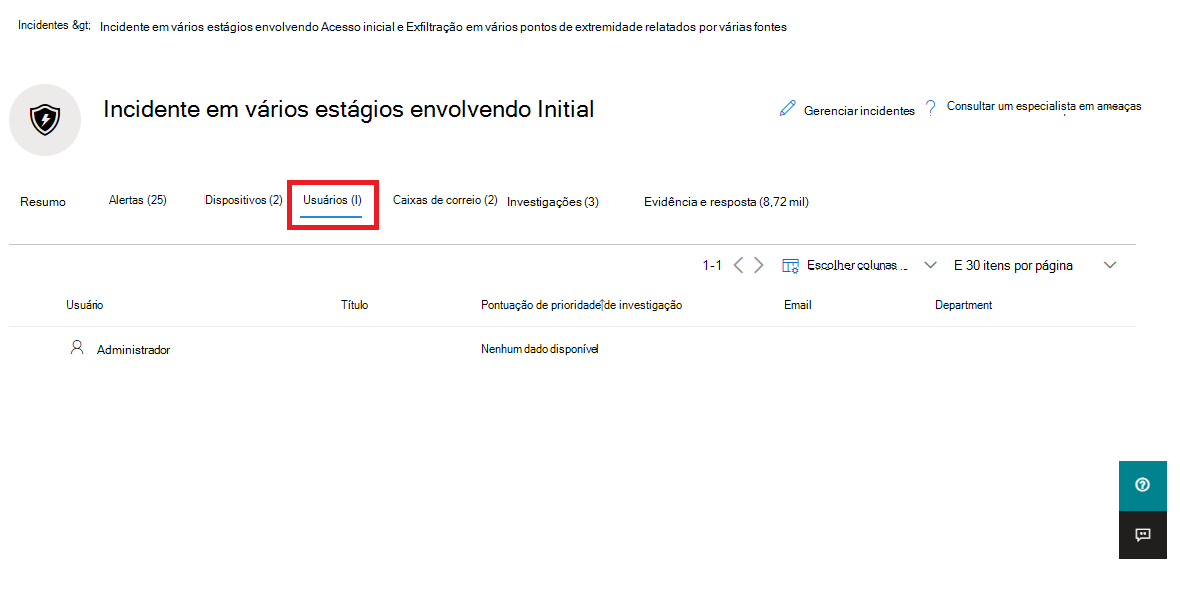 Incidentes &gt; Incidente em vários estágios envolvendo Acesso inicial e Exfiltração em vários pontos de extremidade relatados por várias fontes
Incidente em vários estágios envolvendo Initial
Gerenciar incidentes ? Consultar um especialista em ameaças
Resumo Alertas (25) Dispositivos (2) Usuários (I) Caixas de correio (2) Investigações (3) Evidência e resposta (8,72 mil)
1-1 Escolher colunas... E 30 itens por página
Usuário Título Pontuação de prioridade de investigação Email Department
Administrador Nenhum dado disponível